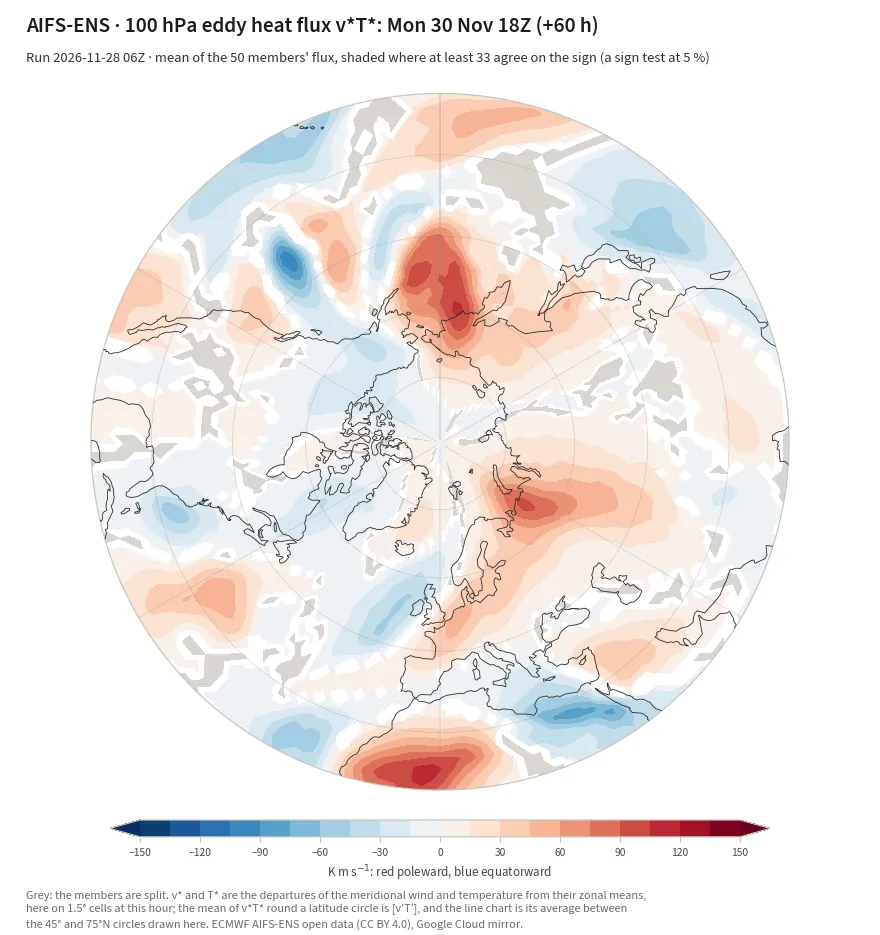 AIFS-ENS · 100 hPa eddy heat flux v*T*: Mon 30 Nov 18Z (+60 h)
Run 2026-11-28 06Z · mean of the 50 members' flux, shaded where at least 33 agree on the sign (a sign test at 5 %)
−150 −120 −90 −60 −30 0 30 60 90 120 150
K m s⁻¹: red poleward, blue equatorward
Grey: the members are split. v* and T* are the departures of the meridional wind and temperature from their zonal means,
here on 1.5° cells at this hour; the mean of v*T* round a latitude circle is [v′T′], and the line chart is its average between
the 45° and 75°N circles drawn here. ECMWF AIFS-ENS open data (CC BY 4.0), Google Cloud mirror.